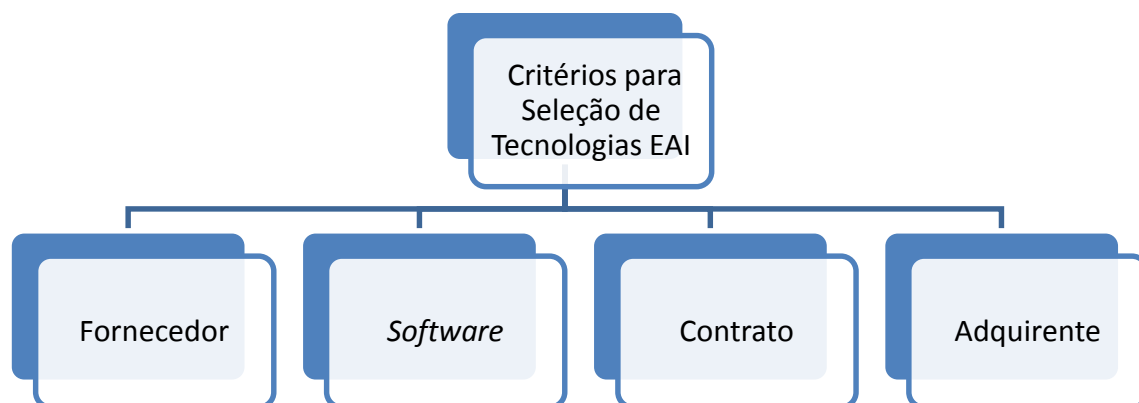 Critérios para
Seleção de
Tecnologias EAI
Fornecedor
Software
Contrato
Adquirente